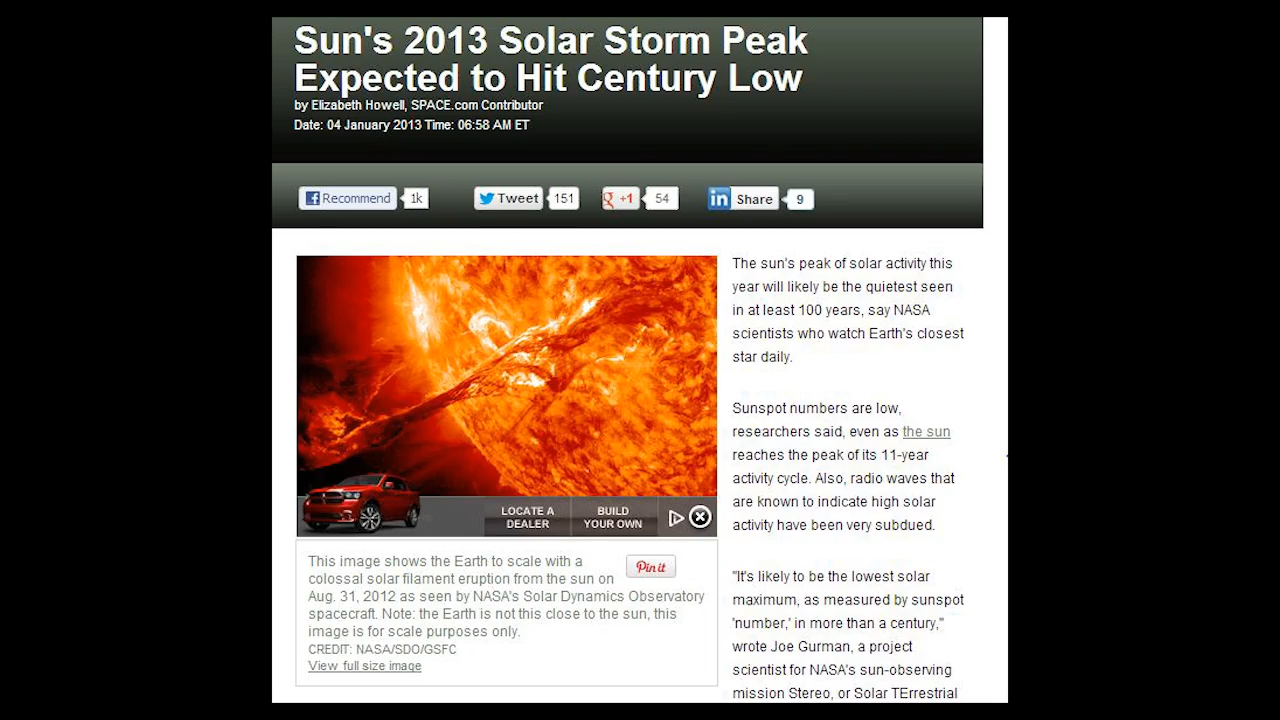 Sun's 2013 Solar Storm Peak
Expected to Hit Century Low
by Elizabeth Howell, SPACE.com Contributor
Date: 04 January 2013 Time: 06:58 AM ET
Recommend 1k Tweet 151 +1 54 in Share 9
The sun's peak of solar activity this
year will likely be the quietest seen
in at least 100 years, say NASA
scientists who watch Earth's closest
star daily.
Sunspot numbers are low,
researchers said, even as the sun
reaches the peak of its 11-year
activity cycle. Also, radio waves that
are known to indicate high solar
activity have been very subdued.
"It's likely to be the lowest solar
maximum, as measured by sunspot
'number,' in more than a century,"
wrote Joe Gurman, a project
scientist for NASA's sun-observing
mission Stereo, or Solar TErrestrial
LOCATE A
DEALER
BUILD
YOUR OWN
This image shows the Earth to scale with a
colossal solar filament eruption from the sun on
Aug. 31, 2012 as seen by NASA's Solar Dynamics Observatory
spacecraft. Note: the Earth is not this close to the sun, this
image is for scale purposes only.
CREDIT: NASA/SDO/GSFC
View full size image
Pin it